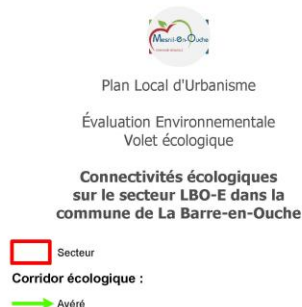 Mesnil-en-Ouche
Plan Local d'Urbanisme
Évaluation Environnementale
Volet écologique
Connectivités écologiques
sur le secteur LBO-E dans la
commune de La Barre-en-Ouche
Secteur
Corridor écologique :
Avéré